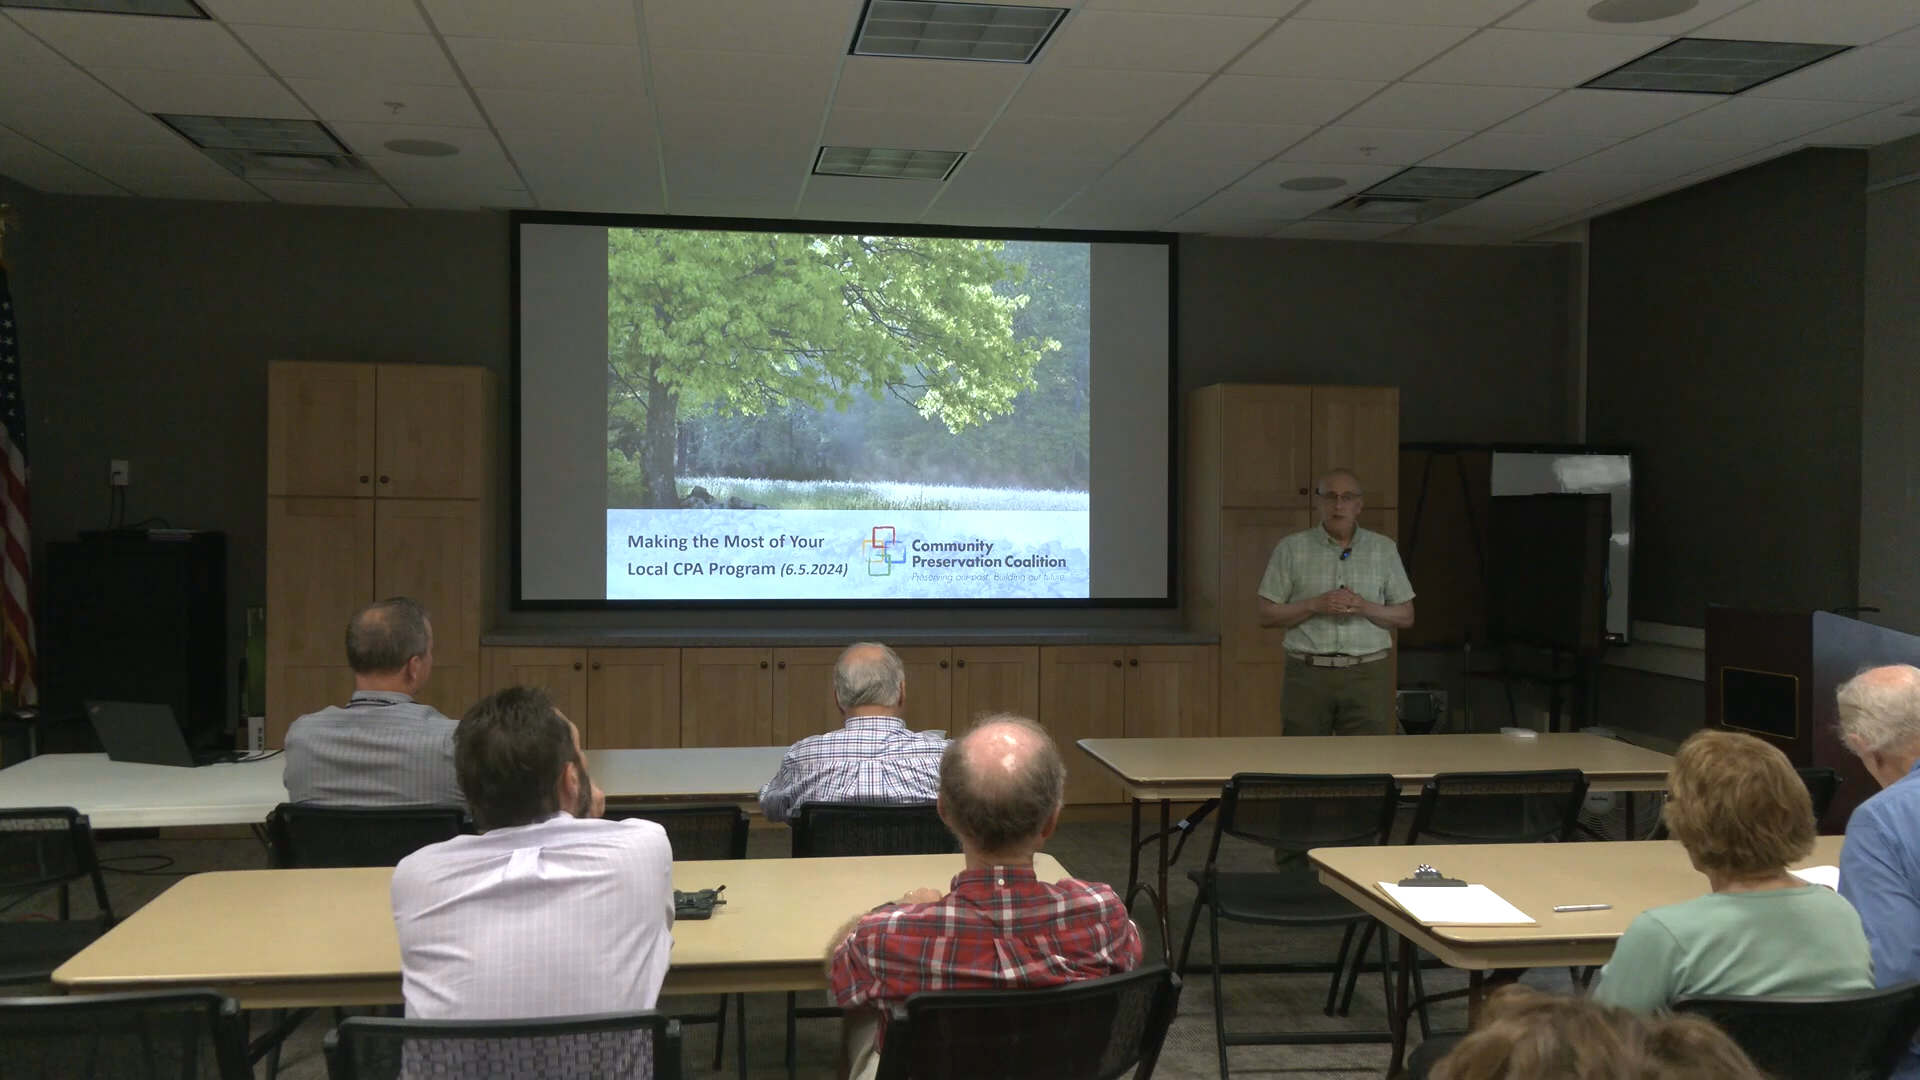 Making the Most of Your
Local CPA Program (6.5.2024)
Community
Preservation Coalition
Preserving our past. Building our future.